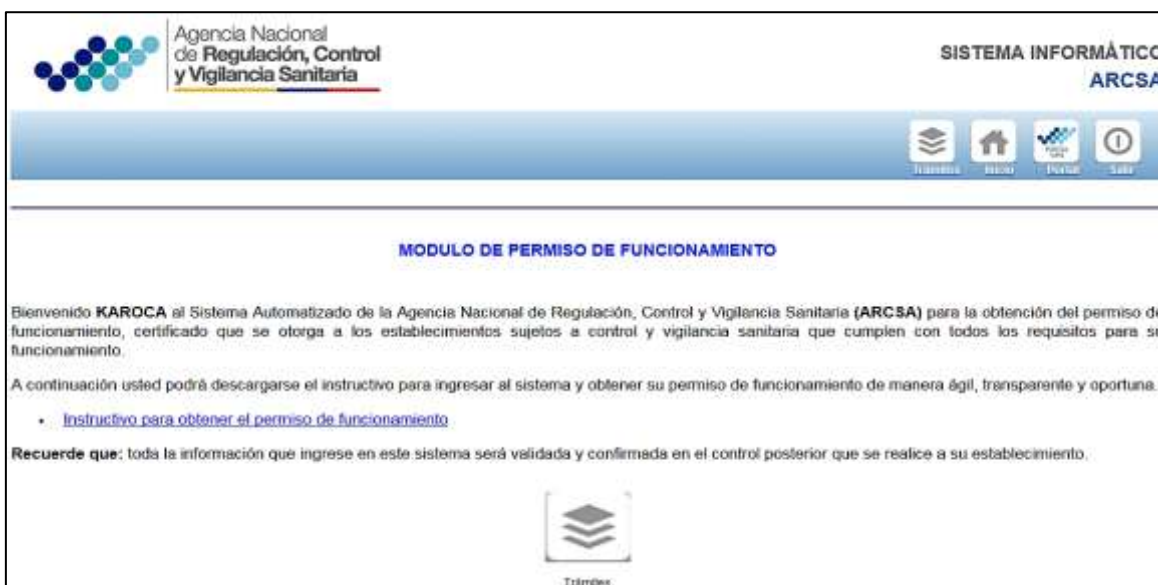 Agencia Nacional
de Regulación, Control
y Vigilancia Sanitaria
SISTEMA INFORMÁTICO
ARCSA
Trámites Inicio Portal Salir
MODULO DE PERMISO DE FUNCIONAMIENTO
Bienvenido KAROCA al Sistema Automatizado de la Agencia Nacional de Regulación, Control y Vigilancia Sanitaria (ARCSA) para la obtención del permiso de
funcionamiento, certificado que se otorga a los establecimientos sujetos a control y vigilancia sanitaria que cumplen con todos los requisitos para su
funcionamiento.
A continuación usted podrá descargarse el instructivo para ingresar al sistema y obtener su permiso de funcionamiento de manera ágil, transparente y oportuna.
• Instructivo para obtener el permiso de funcionamiento
Recuerde que: toda la información que ingrese en este sistema será validada y confirmada en el control posterior que se realice a su establecimiento.
Trámites